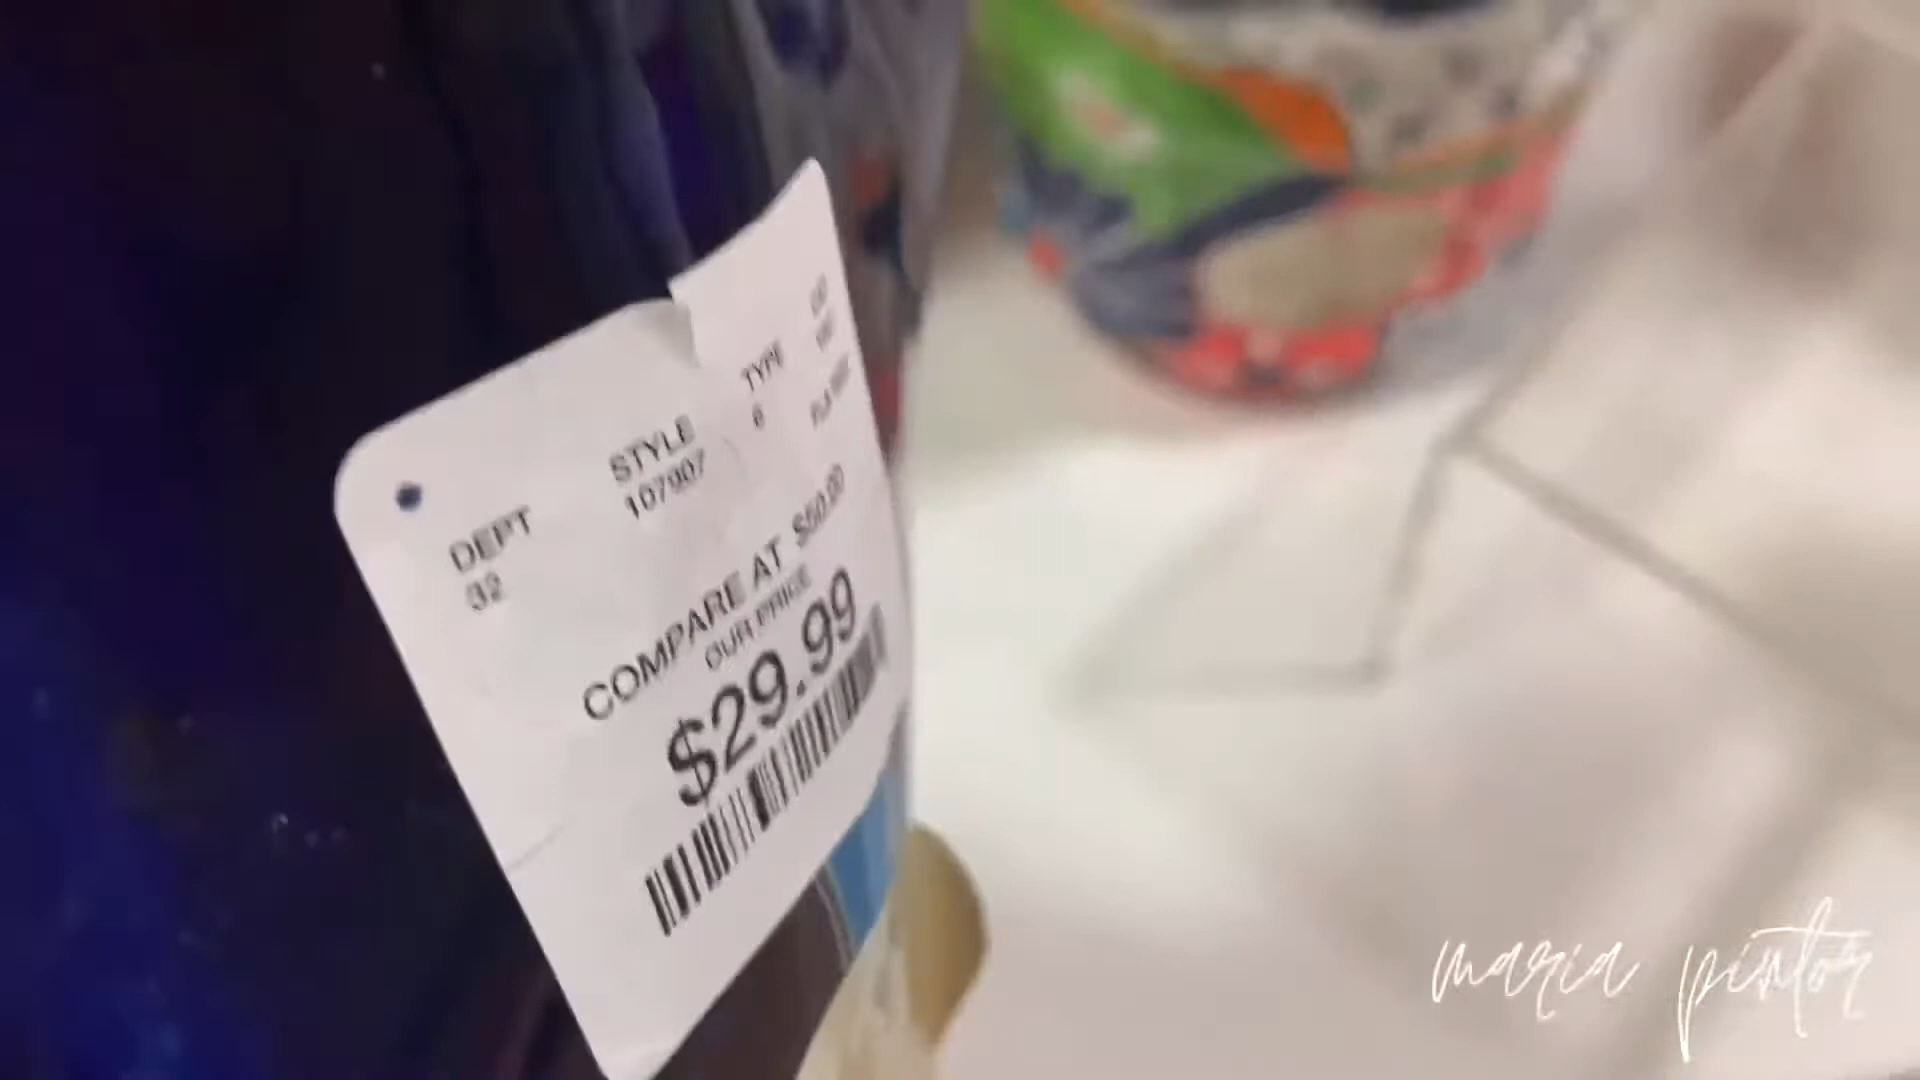 DEPT
32
STYLE
107907
TYPE
6
COMPARE AT $50.00
OUR PRICE
$29.99
maria pintor